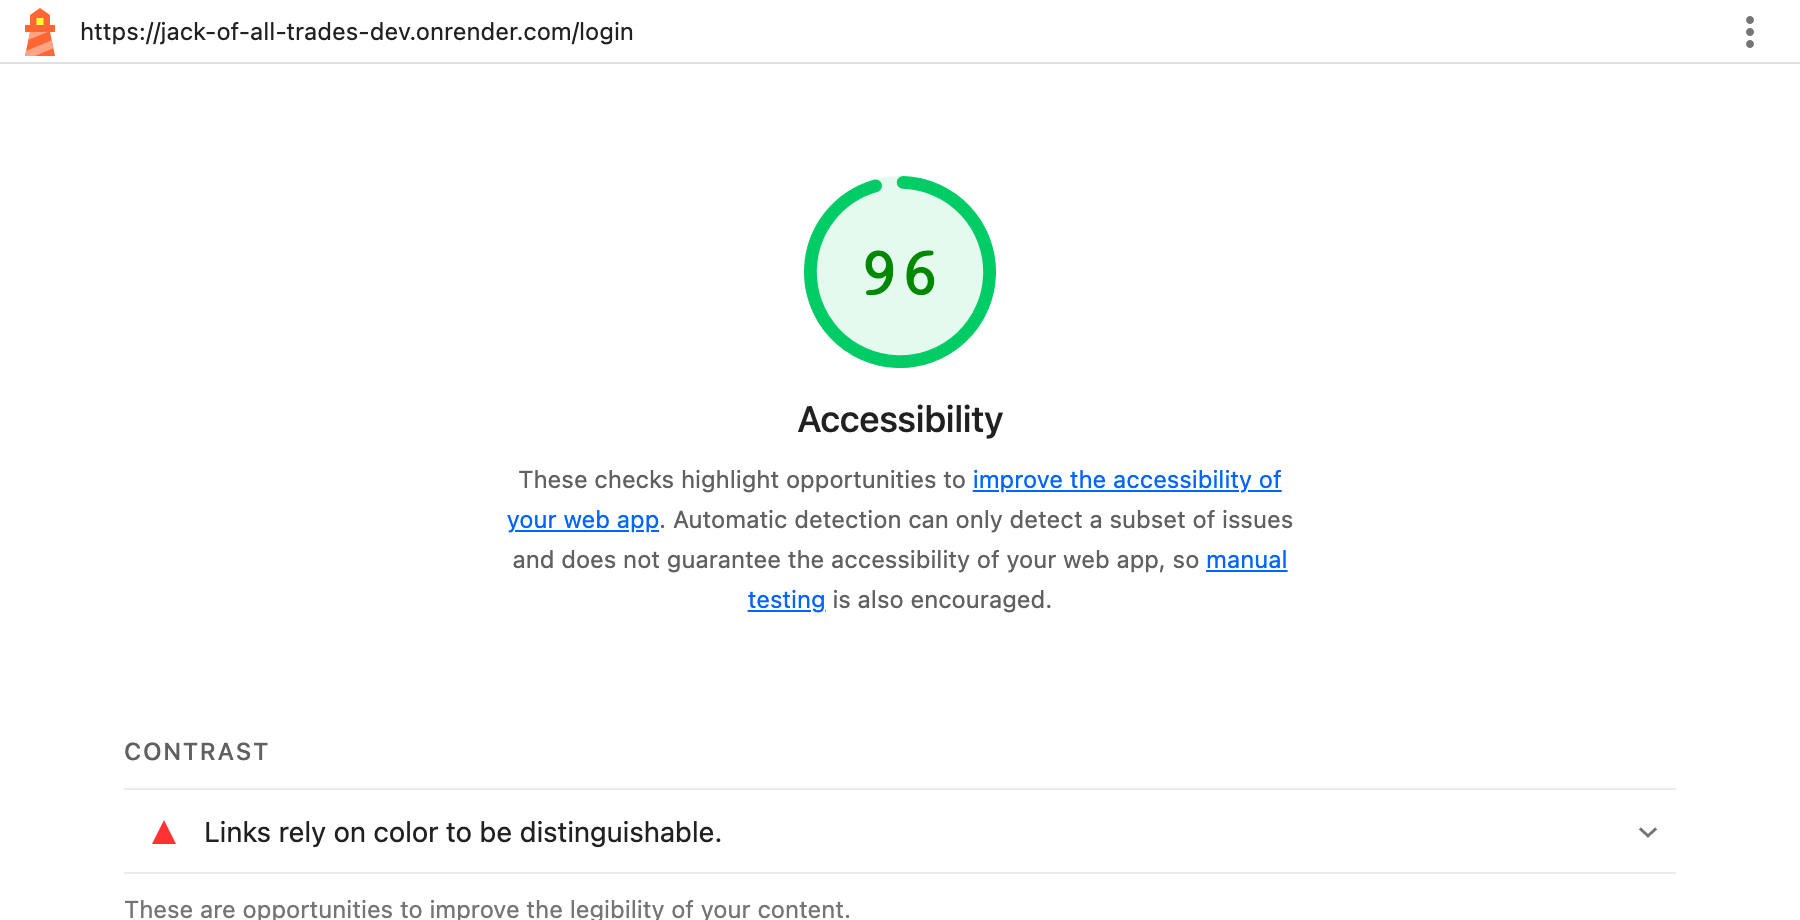 https://jack-of-all-trades-dev.onrender.com/login
96
Accessibility
These checks highlight opportunities to improve the accessibility of
your web app. Automatic detection can only detect a subset of issues
and does not guarantee the accessibility of your web app, so manual
testing is also encouraged.
CONTRAST
Links rely on color to be distinguishable.
These are opportunities to improve the legibility of your content.